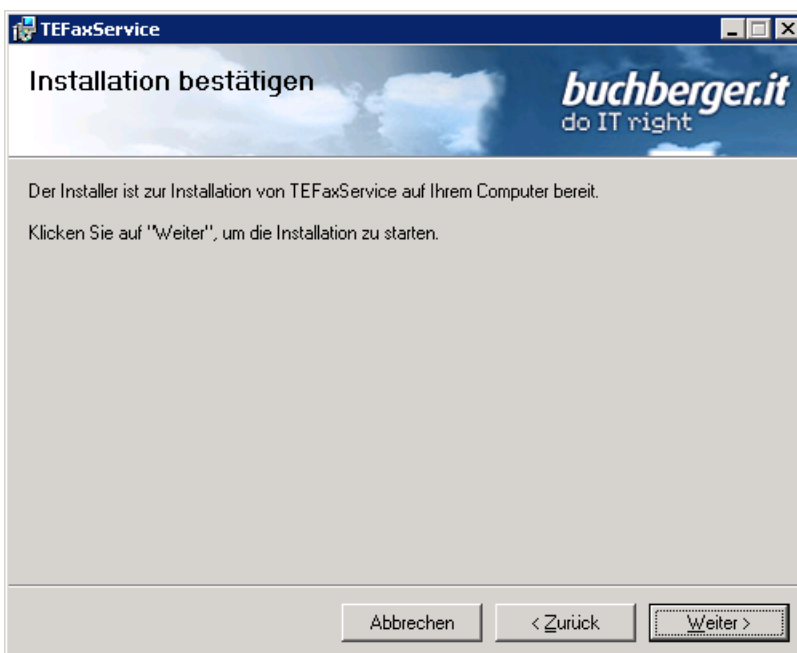 TEFaxService
Installation bestätigen
buchberger.it
do IT right
Der Installer ist zur Installation von TEFaxService auf Ihrem Computer bereit.
Klicken Sie auf "Weiter", um die Installation zu starten.
Abbrechen
< Zurück
Weiter >